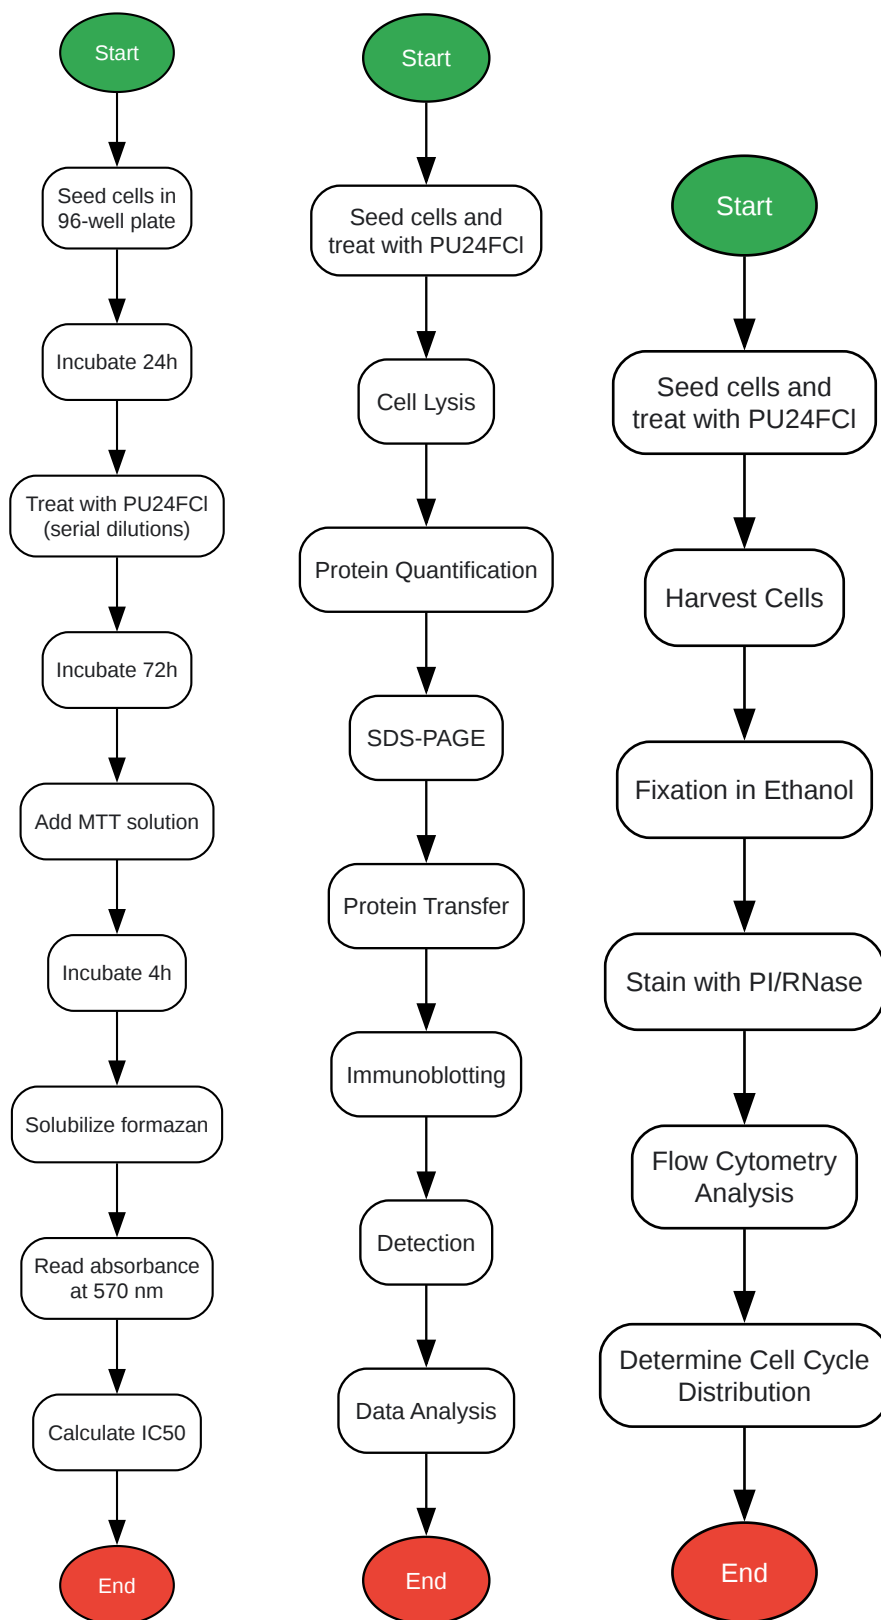 Start
Seed cells in
96-well plate
Incubate 24h
Treat with PU24FCl
(serial dilutions)
Incubate 72h
Add MTT solution
Incubate 4h
Solubilize formazan
Read absorbance
at 570 nm
Calculate IC50
End
Start
Seed cells and
treat with PU24FCl
Cell Lysis
Protein Quantification
SDS-PAGE
Protein Transfer
Immunoblotting
Detection
Data Analysis
End
Start
Seed cells and
treat with PU24FCl
Harvest Cells
Fixation in Ethanol
Stain with PI/RNase
Flow Cytometry
Analysis
Determine Cell Cycle
Distribution
End